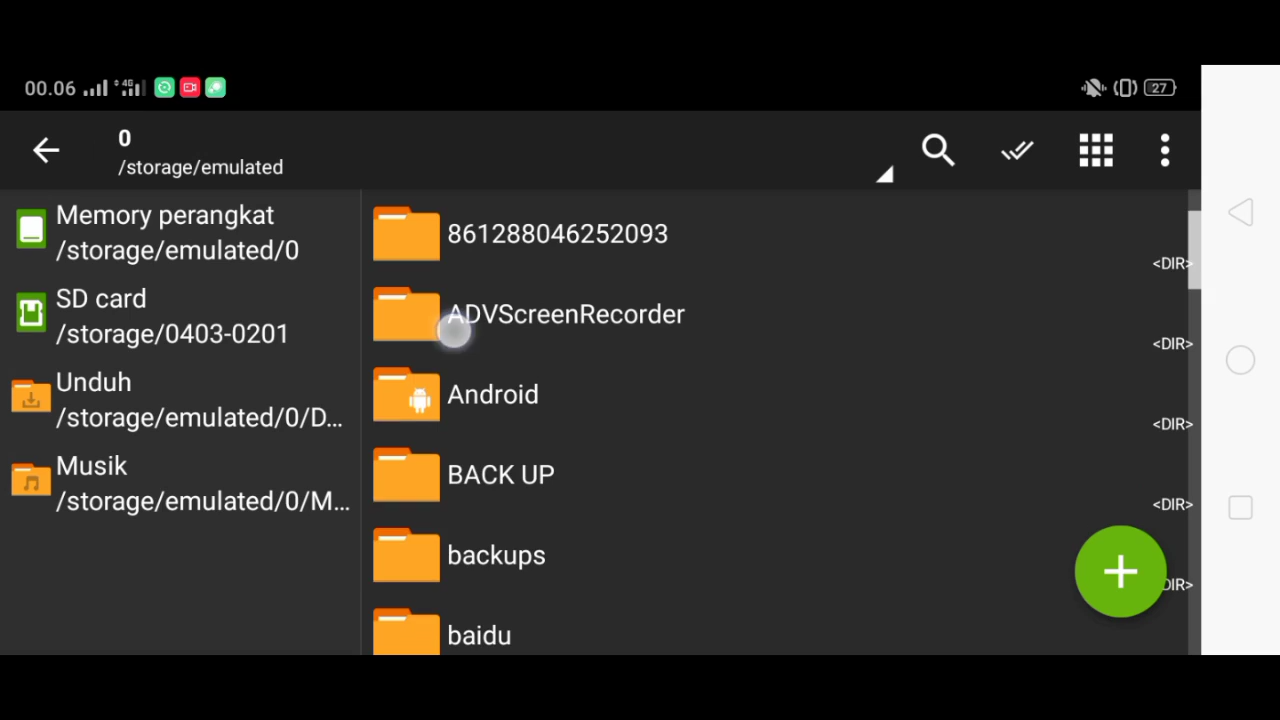 00.06
4G
27
0
/storage/emulated
Memory perangkat
/storage/emulated/0
SD card
/storage/0403-0201
Unduh
/storage/emulated/0/D...
Musik
/storage/emulated/0/M...
861288046252093
<DIR>
ADVScreenRecorder
<DIR>
Android
<DIR>
BACK UP
<DIR>
backups
DIR>
baidu